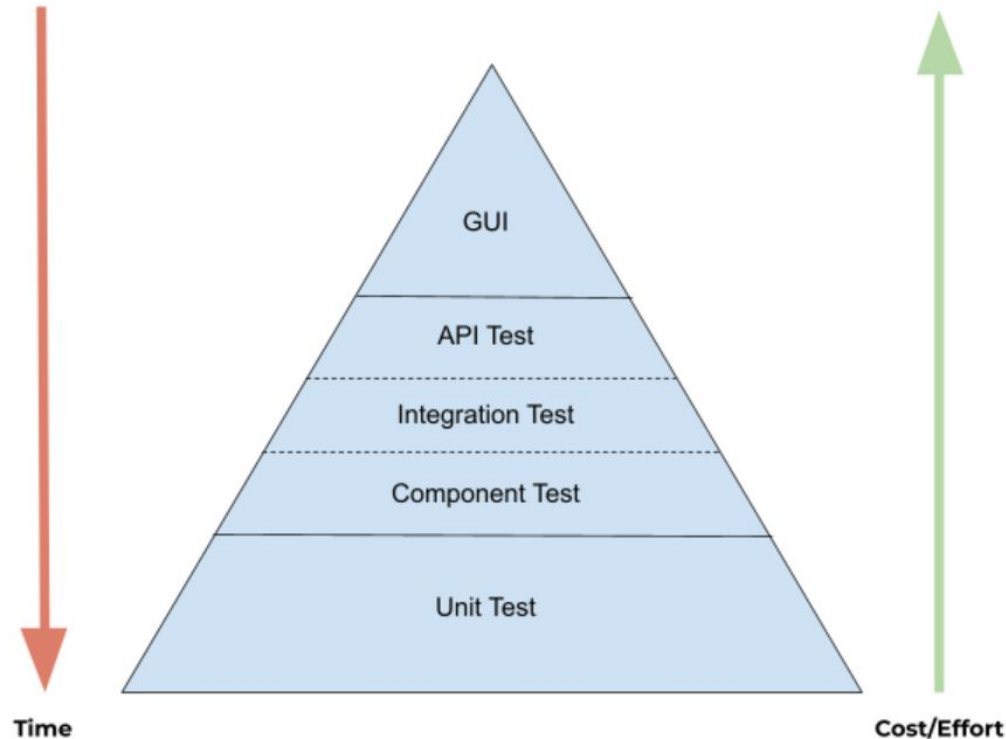 GUI
API Test
Integration Test
Component Test
Unit Test
Time
Cost/Effort